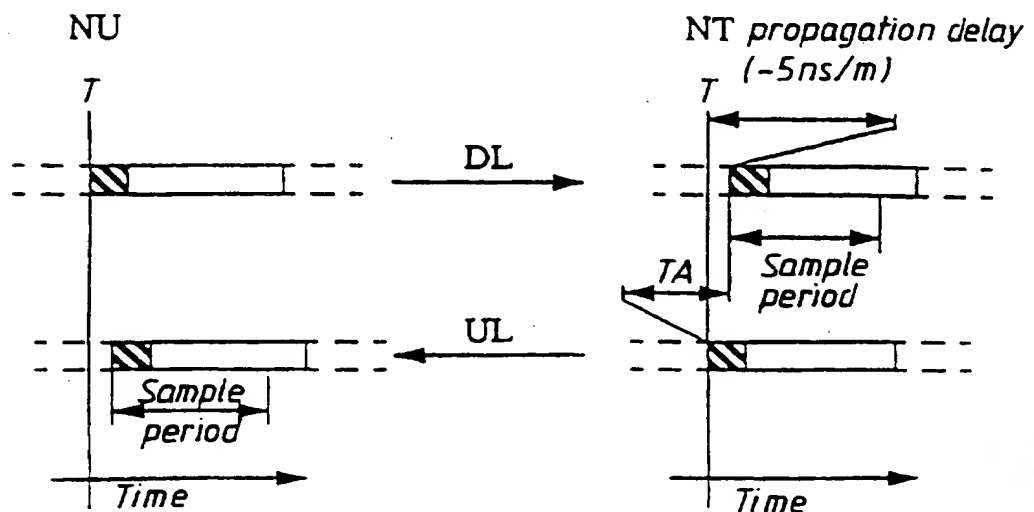 NU
NT propagation delay
(~5ns/m)
T
T
DL
Sample
period
TA
UL
Sample
period
Time
Time